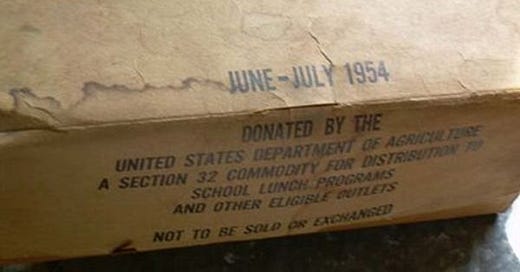 JUNE-JULY 1954
DONATED BY THE
UNITED STATES DEPARTMENT OF AGRICULTURE
A SECTION 32 COMMODITY FOR DISTRIBUTION TO
SCHOOL LUNCH PROGRAMS
AND OTHER ELIGIBLE OUTLETS
NOT TO BE SOLD OR EXCHANGED